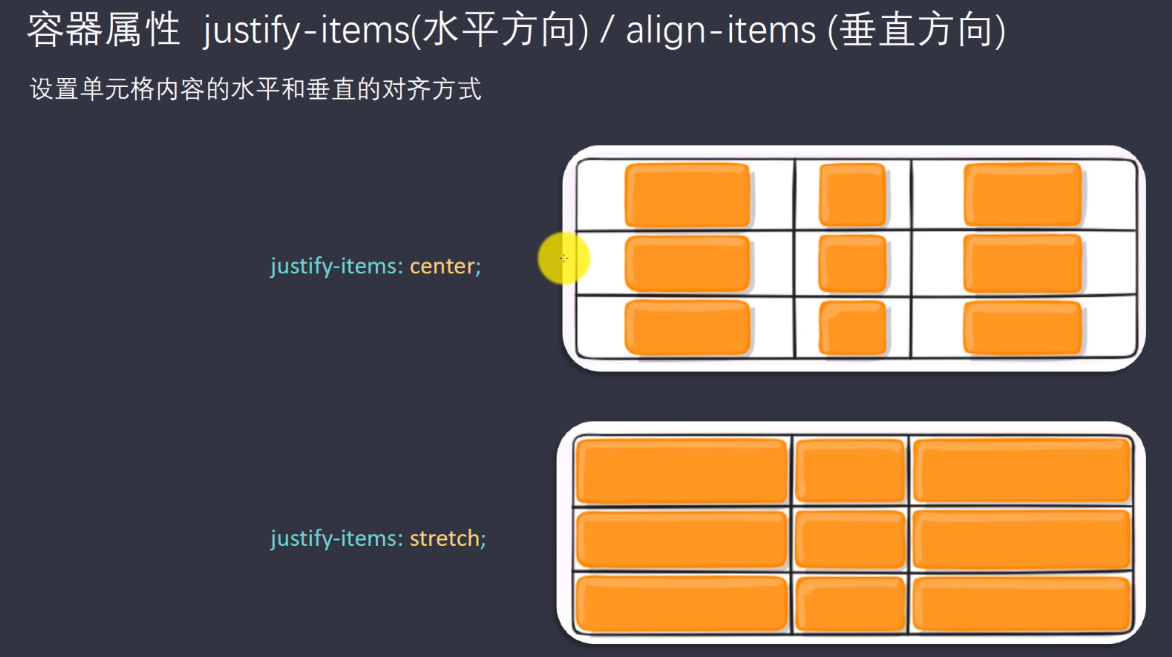 容器属性 justify-items(水平方向) / align-items (垂直方向)
设置单元格内容的水平和垂直的对齐方式
justify-items: center;
justify-items: stretch;